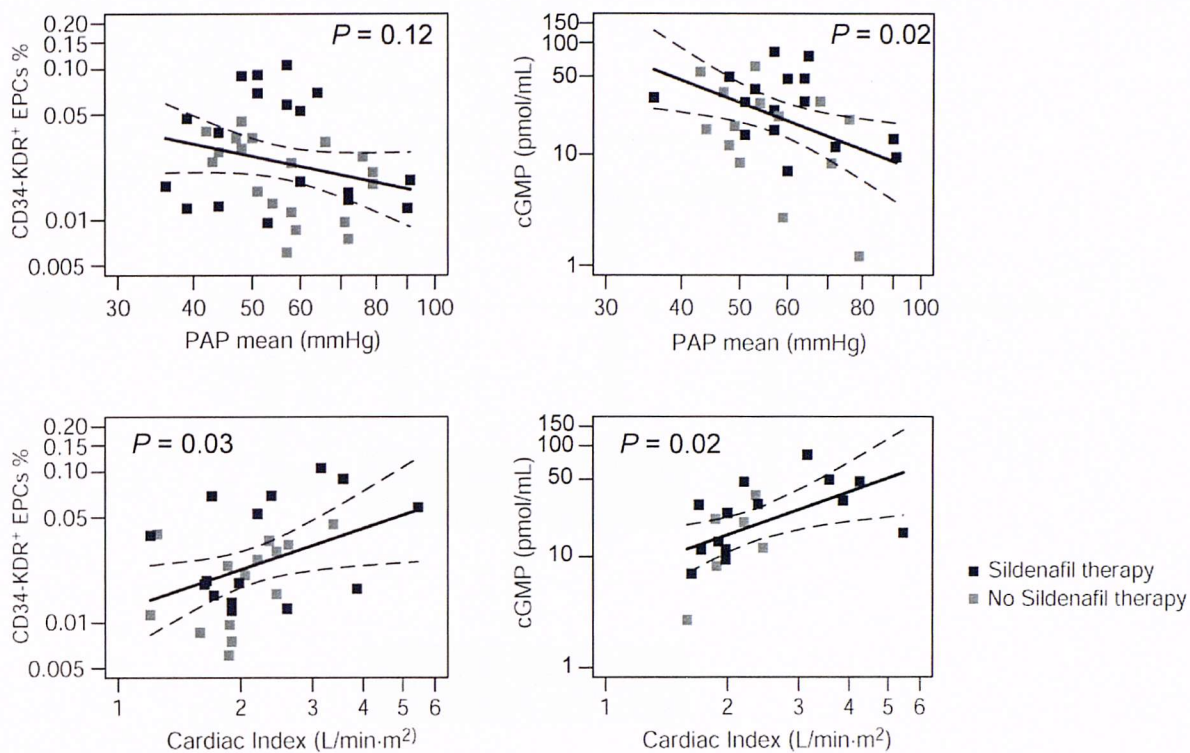 P = 0.12
CD34-KDR+ EPCs %
0.20
0.15
0.10
0.05
0.01
0.005
30 40 50 60 80 100
PAP mean (mmHg)
P = 0.02
cGMP (pmol/mL)
150
100
50
10
1
30 40 50 60 80 100
PAP mean (mmHg)
P = 0.03
CD34-KDR+ EPCs %
0.20
0.15
0.10
0.05
0.01
0.005
1 2 3 4 5 6
Cardiac Index (L/min·m²)
P = 0.02
cGMP (pmol/mL)
150
100
50
10
1
1 2 3 4 5 6
Cardiac Index (L/min·m²)
Sildenafil therapy
No Sildenafil therapy